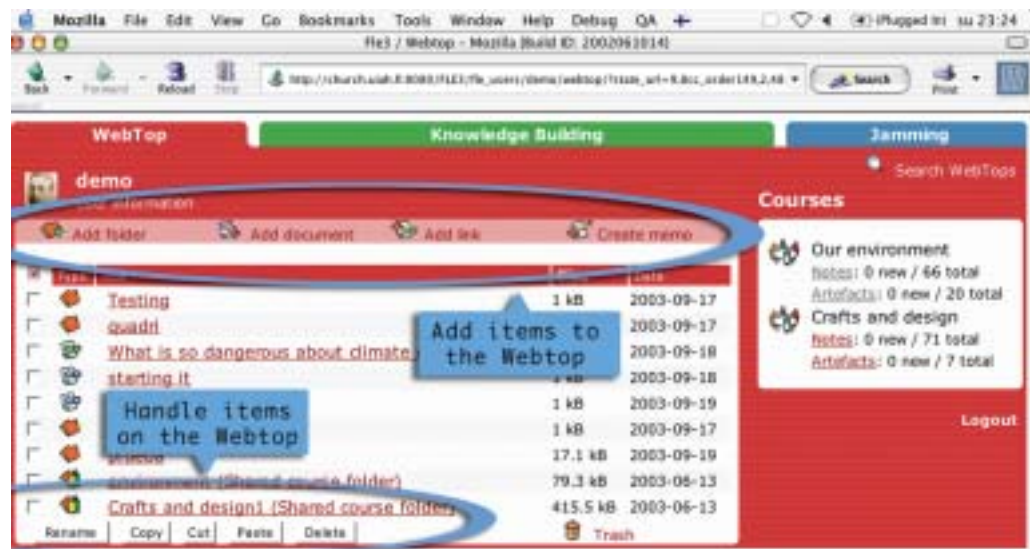 Mozilla File Edit View Go Bookmarks Tools Window Help Debug QA
23:24
fle3 / Webtop - Mozilla {Build ID: 2002061014}
Back Forward Reload Stop
Search Print
WebTop Knowledge Building Jamming
Search WebTops
demo
information
Courses
Add folder Add document Add link Create memo
Our environment
Notes: 0 new / 66 total
Artefacts: 0 new / 20 total
Crafts and design
Notes: 0 new / 71 total
Artefacts: 0 new / 7 total
Logout
Testing 1 kB 2003-09-17
quadri 2003-09-17
What is so dangerous about climate 2003-09-18
starting it 2003-09-18
1 kB 2003-09-19
1 kB 2003-09-17
17.1 kB 2003-09-19
environment (Shared course folder) 79.3 kB 2003-06-13
Crafts and design1 (Shared course folder) 415.5 kB 2003-06-13
Add items to
the Webtop
Handle items
on the Webtop
Rename Copy Cut Paste Delete Trash